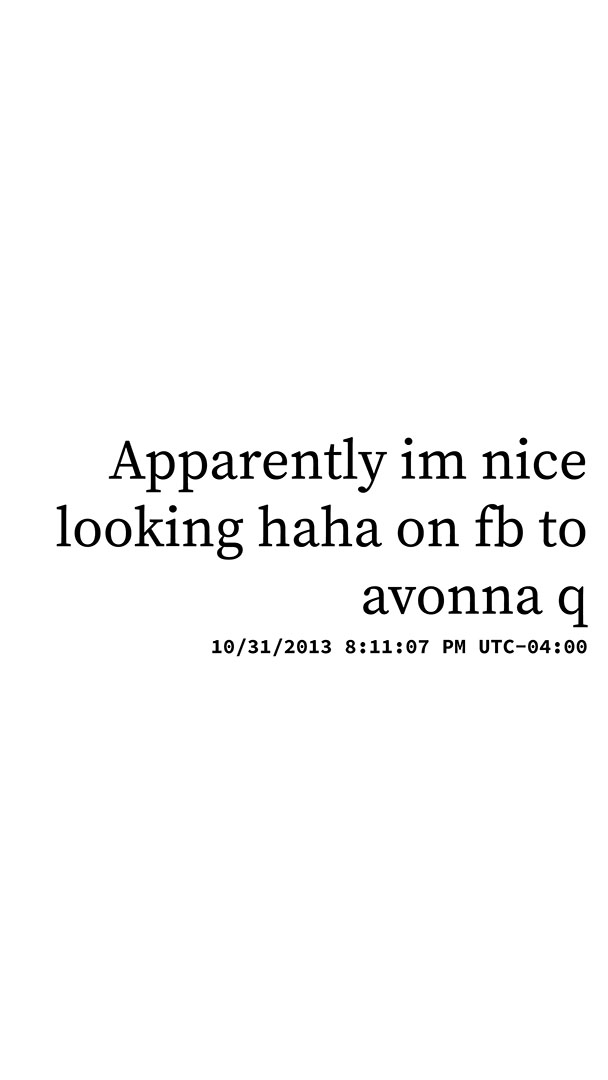 Apparently im nice
looking haha on fb to
avonna q
10/31/2013 8:11:07 PM UTC-04:00